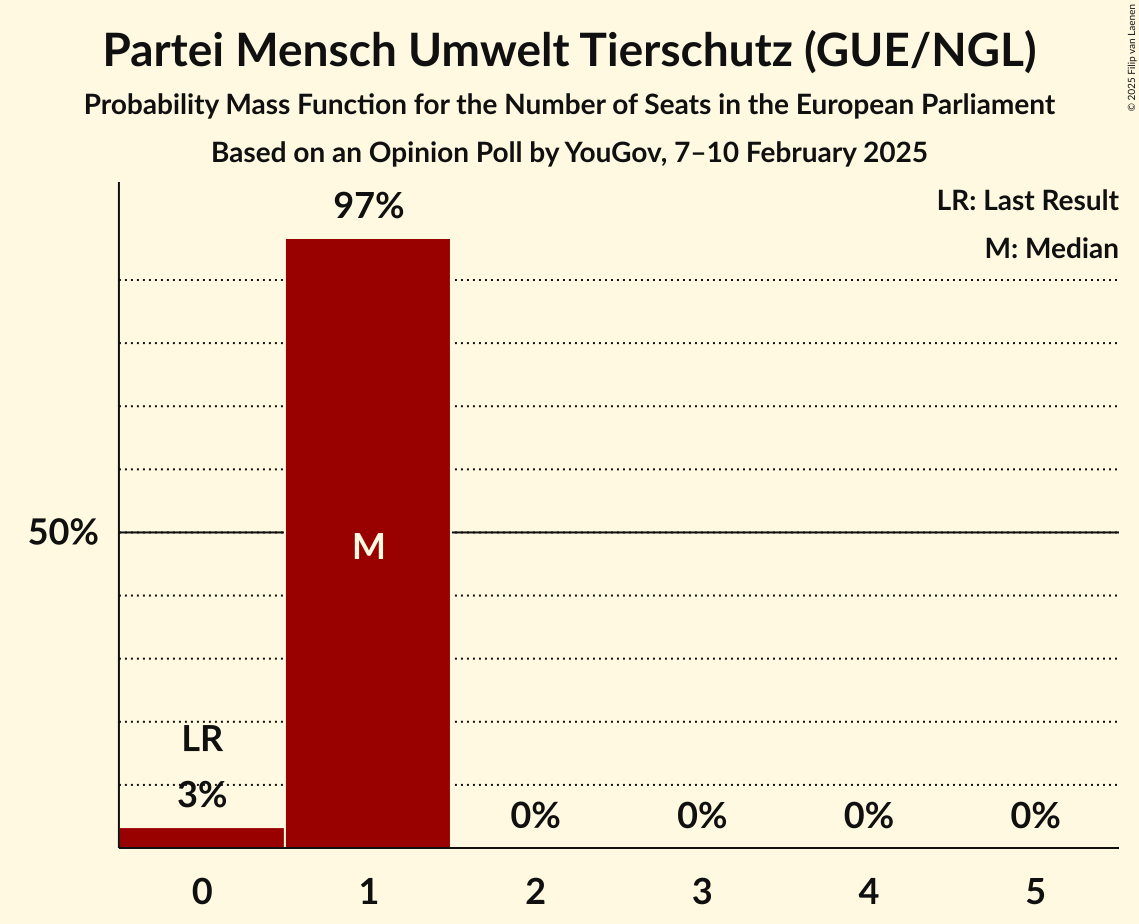 Partei Mensch Umwelt Tierschutz (GUE/NGL)
Probability Mass Function for the Number of Seats in the European Parliament
Based on an Opinion Poll by YouGov, 7–10 February 2025
© 2025 Filip van Laenen
LR: Last Result
M: Median
97%
50%
M
LR
3%
0% 0% 0% 0%
0 1 2 3 4 5